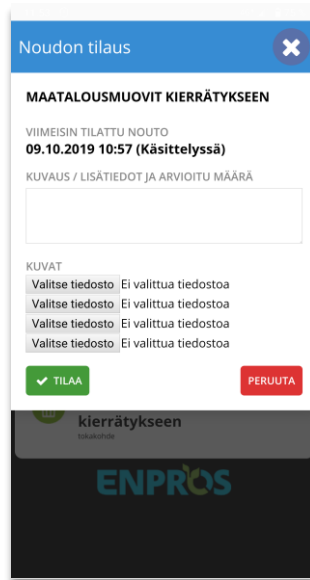 Noudon tilaus
MAATALOUSMUOVIT KIERRÄTYKSEEN
VIIMEISIN TILATTU NOUTO
09.10.2019 10:57 (Käsittelyssä)
KUVAUS / LISÄTIEDOT JA ARVIOITU MÄÄRÄ
KUVAT
Valitse tiedosto Ei valittua tiedostoa
Valitse tiedosto Ei valittua tiedostoa
Valitse tiedosto Ei valittua tiedostoa
Valitse tiedosto Ei valittua tiedostoa
TILAA PERUUTA
kierrätykseen
tokakohde
ENPROS